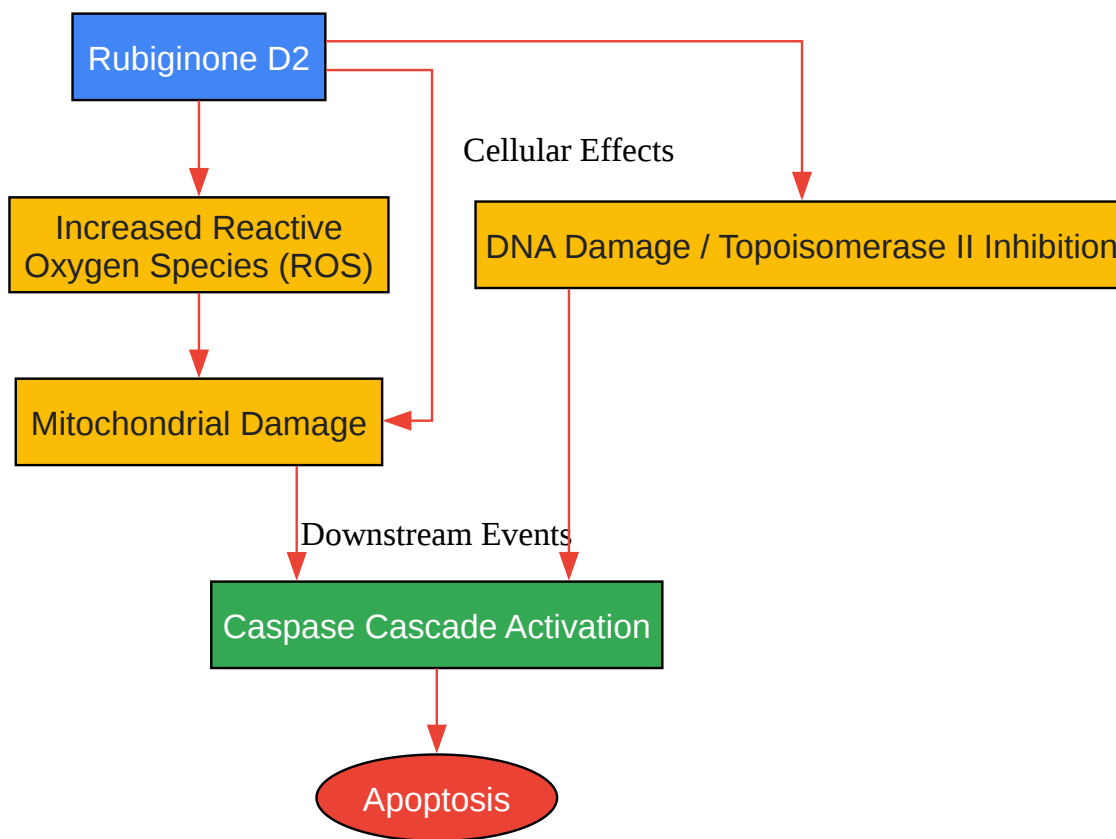 Rubiginone D2
Cellular Effects
Increased Reactive
Oxygen Species (ROS)
DNA Damage / Topoisomerase II Inhibition
Mitochondrial Damage
Downstream Events
Caspase Cascade Activation
Apoptosis